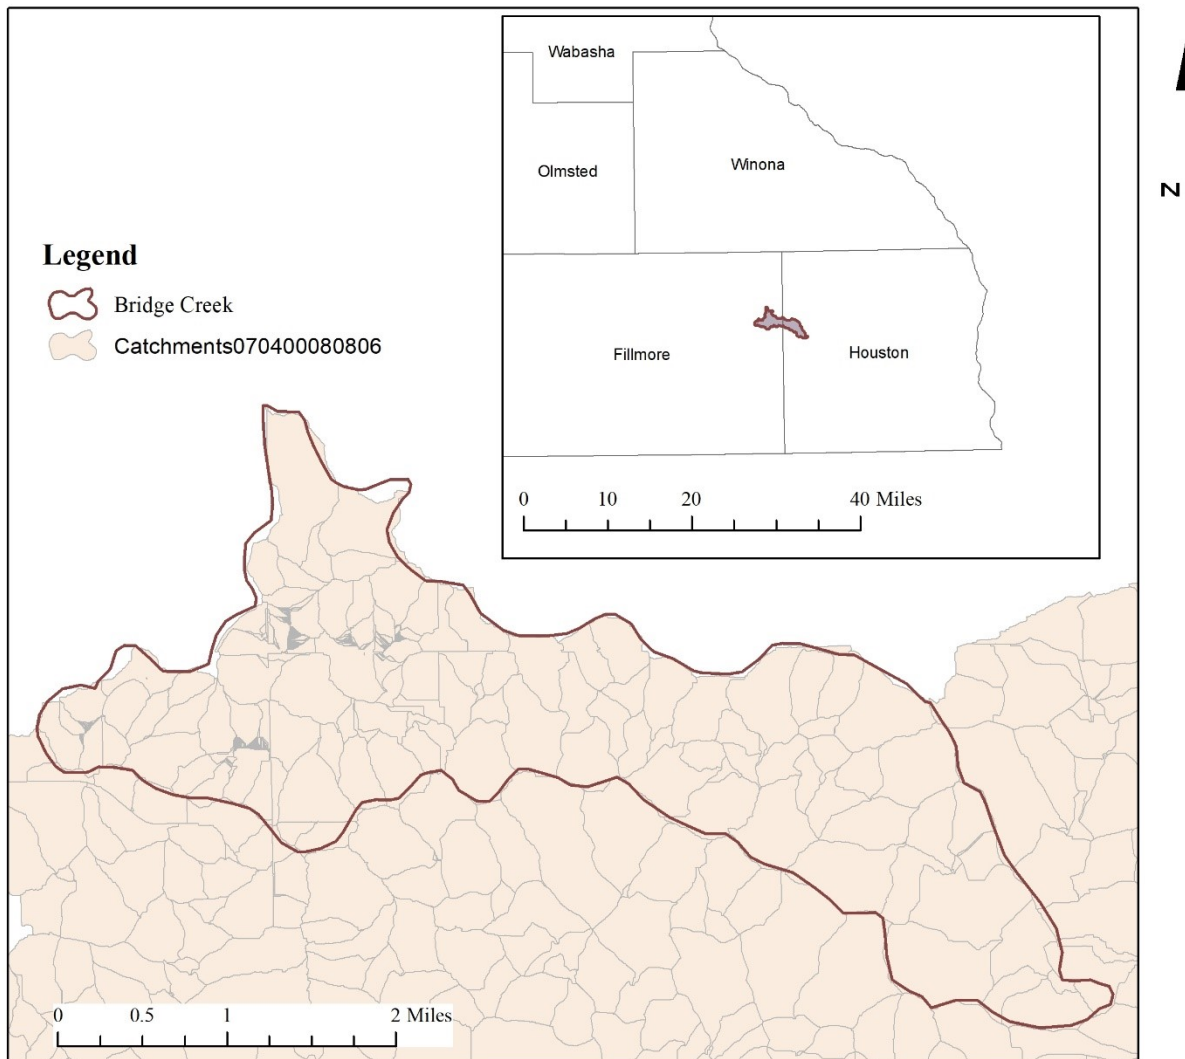 Wabasha
Olmsted
Winona
Fillmore
Houston
0 10 20 40 Miles
Legend
Bridge Creek
Catchments070400080806
0 0.5 1 2 Miles
N